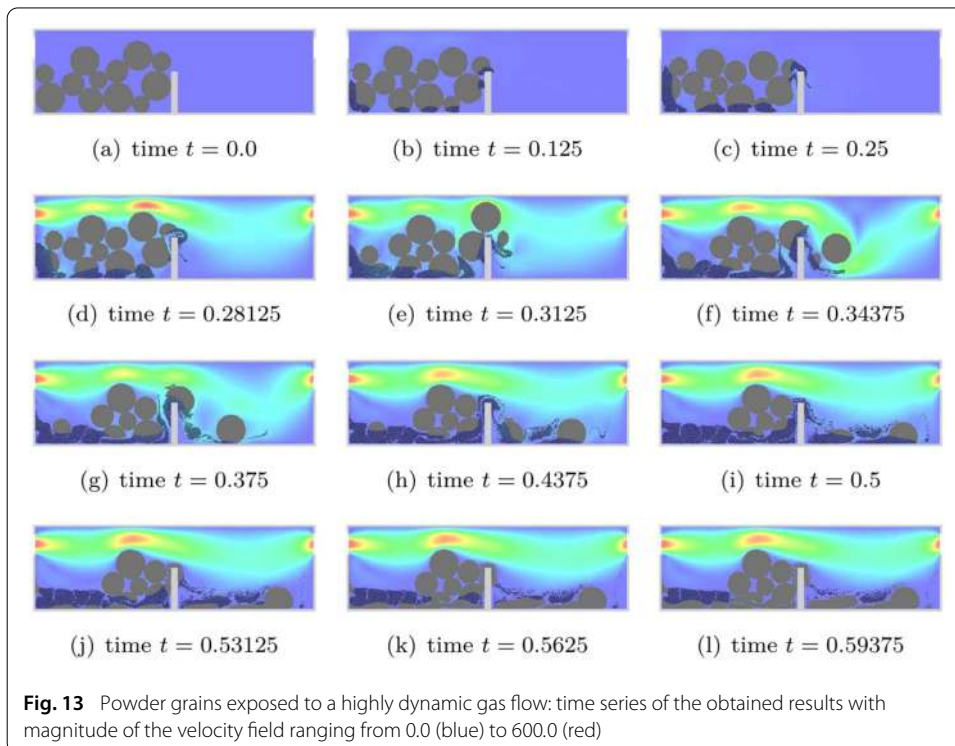 (a) time t = 0.0
(b) time t = 0.125
(c) time t = 0.25
(d) time t = 0.28125
(e) time t = 0.3125
(f) time t = 0.34375
(g) time t = 0.375
(h) time t = 0.4375
(i) time t = 0.5
(j) time t = 0.53125
(k) time t = 0.5625
(l) time t = 0.59375
Fig. 13 Powder grains exposed to a highly dynamic gas flow: time series of the obtained results with
magnitude of the velocity field ranging from 0.0 (blue) to 600.0 (red)